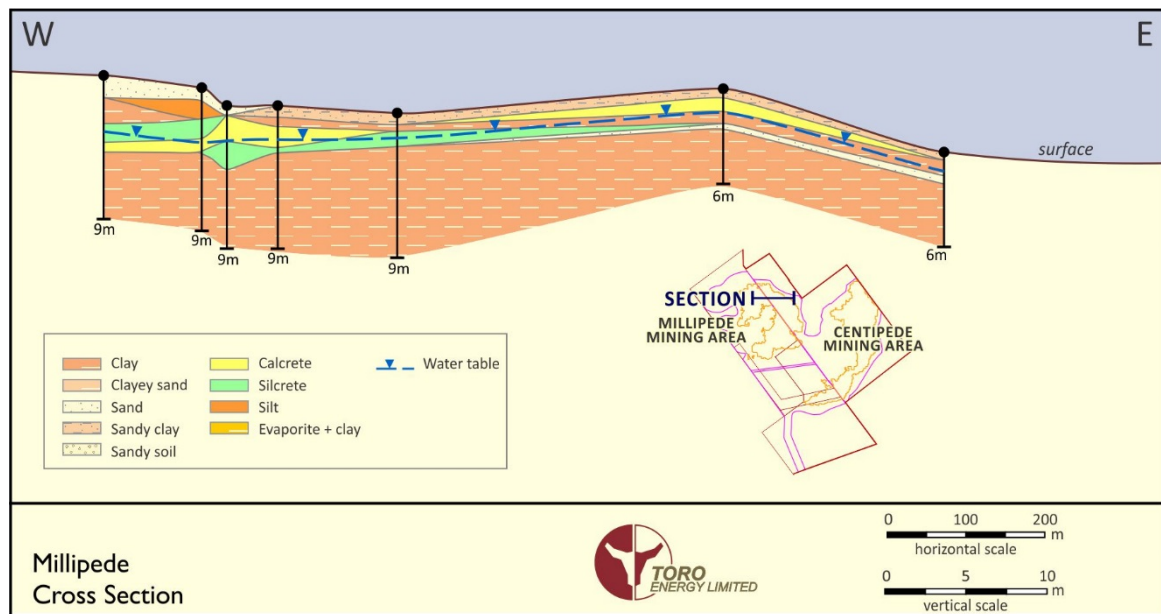 W
E
surface
9m
9m
9m
9m
9m
6m
6m
SECTION
MILLIPEDE
MINING AREA
CENTIPEDE
MINING AREA
Clay
Clayey sand
Sand
Sandy clay
Sandy soil
Calcrete
Silcrete
Silt
Evaporite + clay
Water table
Millipede
Cross Section
TORO
ENERGY LIMITED
0 100 200 m
horizontal scale
0 5 10 m
vertical scale